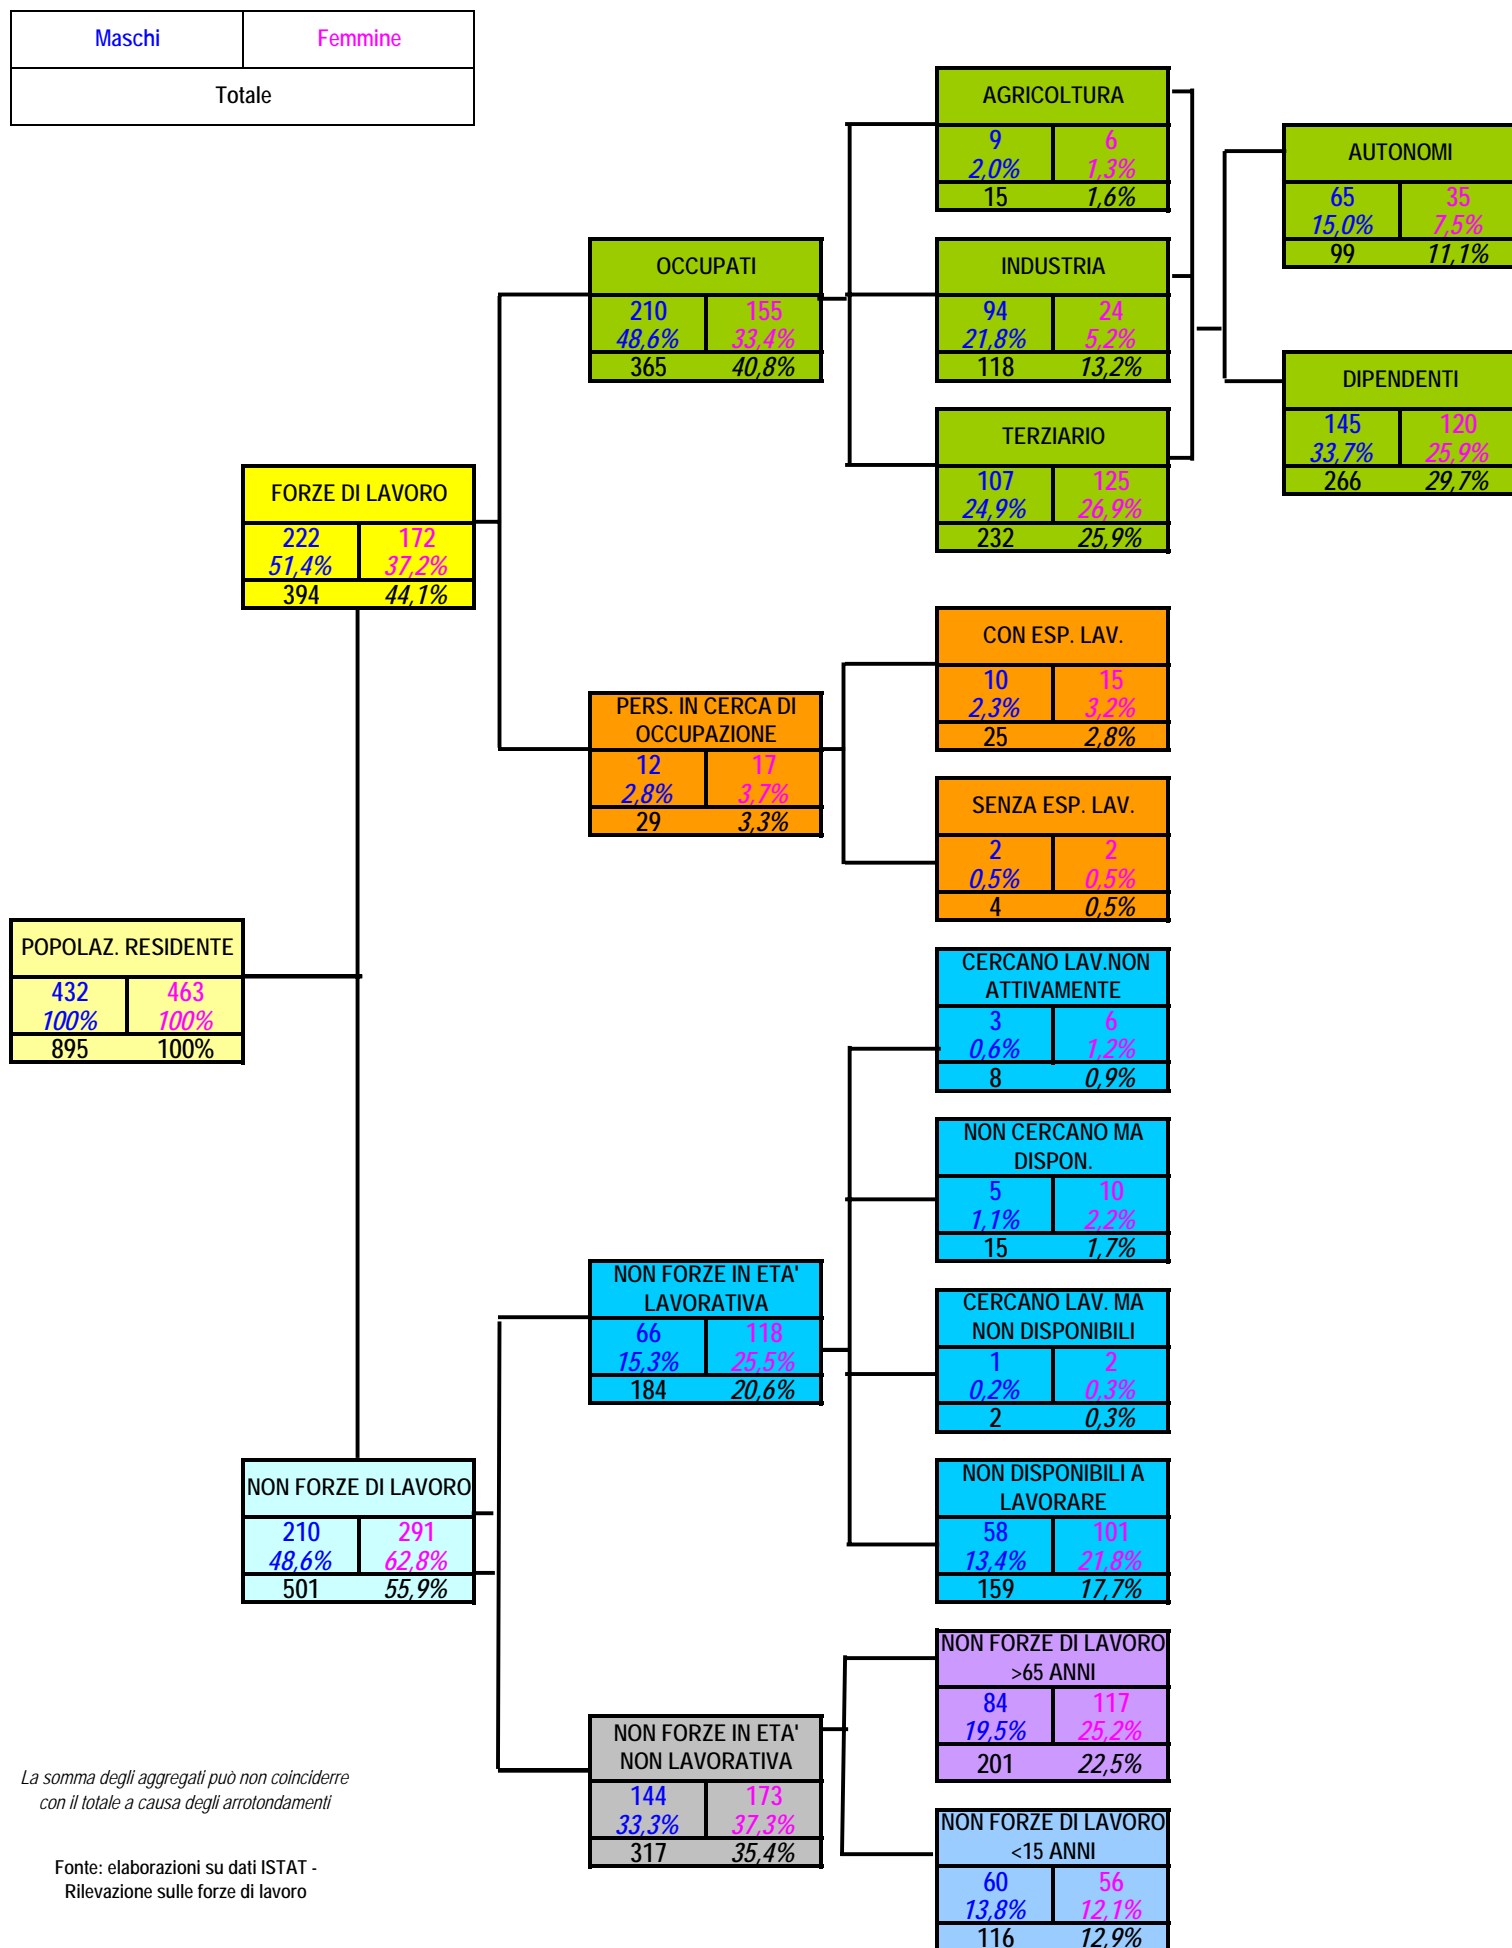 Maschi Femmine
Totale
AGRICOLTURA
9 6
2,0% 1,3%
15 1,6%
AUTONOMI
65 35
15,0% 7,5%
99 11,1%
OCCUPATI
210 155
48,6% 33,4%
365 40,8%
INDUSTRIA
94 24
21,8% 5,2%
118 13,2%
DIPENDENTI
145 120
33,7% 25,9%
266 29,7%
TERZIARIO
107 125
24,9% 26,9%
232 25,9%
FORZE DI LAVORO
222 172
51,4% 37,2%
394 44,1%
CON ESP. LAV.
10 15
2,3% 3,2%
25 2,8%
PERS. IN CERCA DI
OCCUPAZIONE
12 17
2,8% 3,7%
29 3,3%
SENZA ESP. LAV.
2 2
0,5% 0,5%
4 0,5%
POPOLAZ. RESIDENTE
432 463
100% 100%
895 100%
CERCANO LAV.NON
ATTIVAMENTE
3 6
0,6% 1,2%
8 0,9%
NON CERCANO MA
DISPON.
5 10
1,1% 2,2%
15 1,7%
NON FORZE IN ETA'
LAVORATIVA
66 118
15,3% 25,5%
184 20,6%
CERCANO LAV. MA
NON DISPONIBILI
1 2
0,2% 0,3%
2 0,3%
NON FORZE DI LAVORO
210 291
48,6% 62,8%
501 55,9%
NON DISPONIBILI A
LAVORARE
58 101
13,4% 21,8%
159 17,7%
NON FORZE DI LAVORO
>65 ANNI
84 117
19,5% 25,2%
201 22,5%
NON FORZE IN ETA'
NON LAVORATIVA
144 173
33,3% 37,3%
317 35,4%
NON FORZE DI LAVORO
<15 ANNI
60 56
13,8% 12,1%
116 12,9%
La somma degli aggregati può non coinciderre
con il totale a causa degli arrotondamenti
Fonte: elaborazioni su dati ISTAT -
Rilevazione sulle forze di lavoro